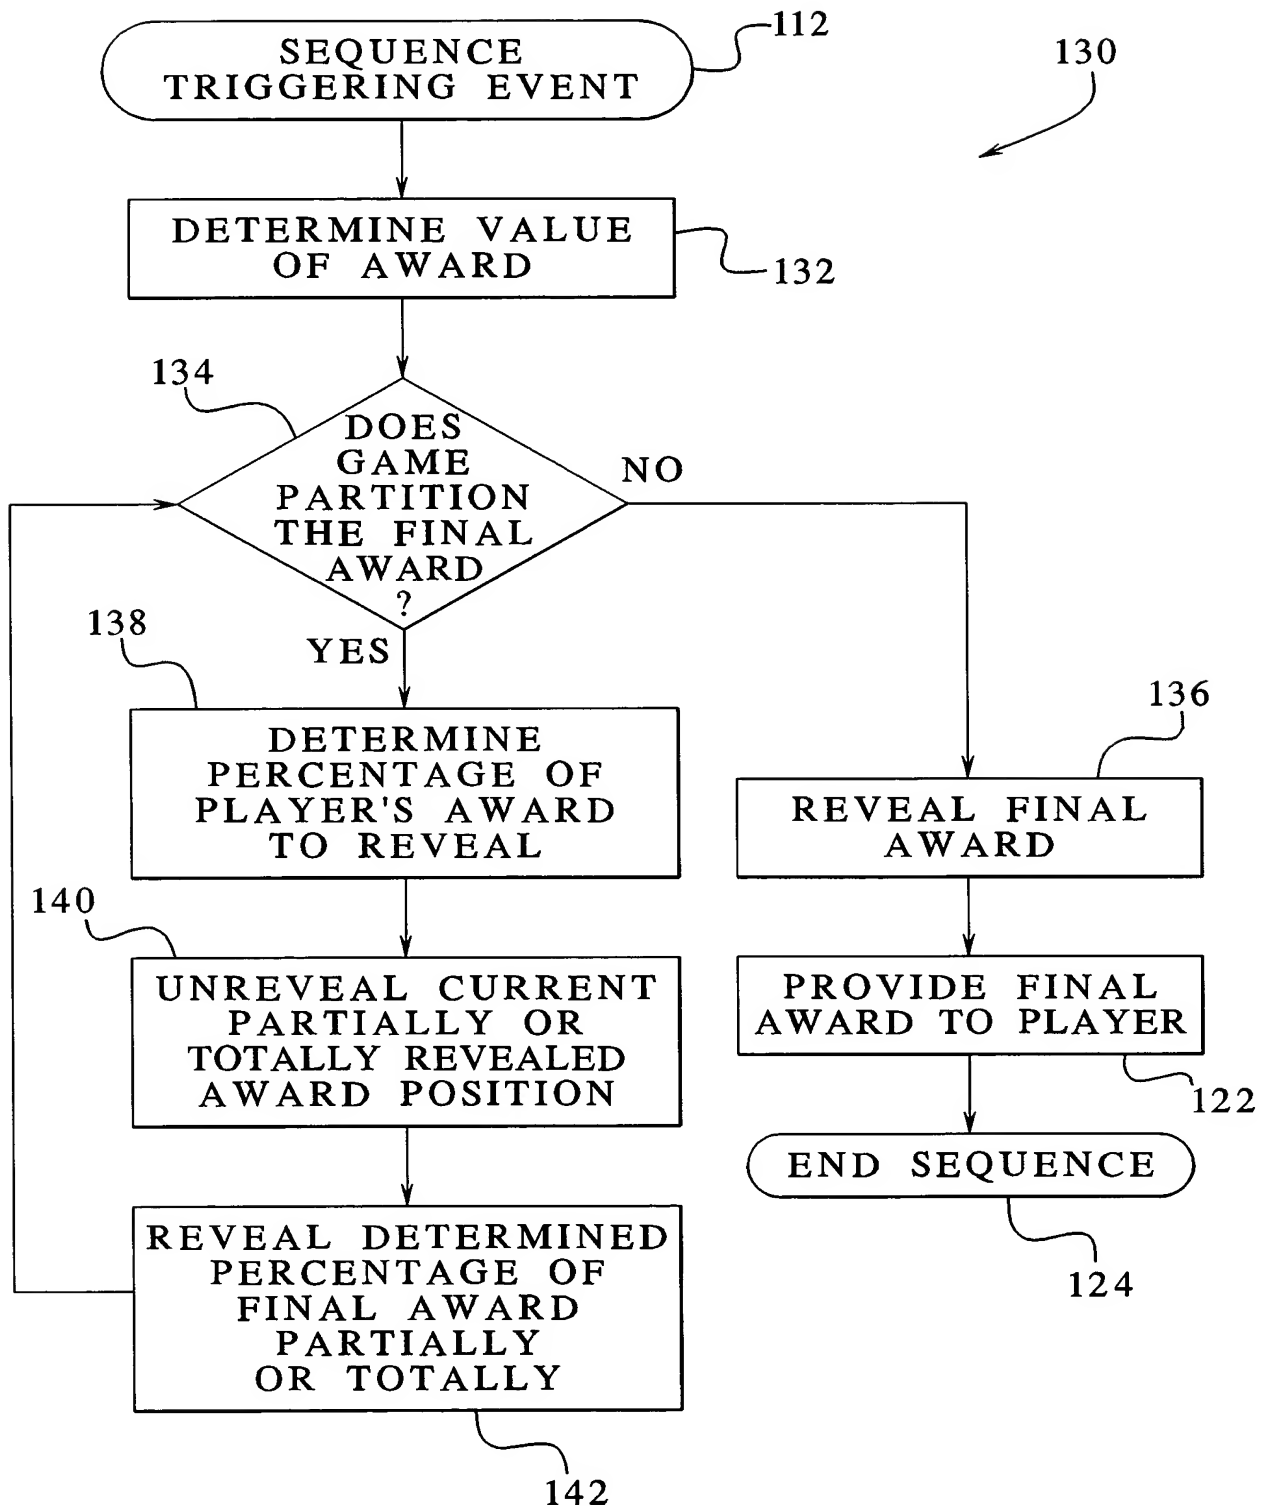 112
SEQUENCE
TRIGGERING EVENT
130
DETERMINE VALUE
OF AWARD
132
134
DOES
GAME
PARTITION
THE FINAL
AWARD
?
NO
YES
138
DETERMINE
PERCENTAGE OF
PLAYER'S AWARD
TO REVEAL
136
REVEAL FINAL
AWARD
140
UNREVEAL CURRENT
PARTIALLY OR
TOTALLY REVEALED
AWARD POSITION
PROVIDE FINAL
AWARD TO PLAYER
122
END SEQUENCE
124
REVEAL DETERMINED
PERCENTAGE OF
FINAL AWARD
PARTIALLY
OR TOTALLY
142